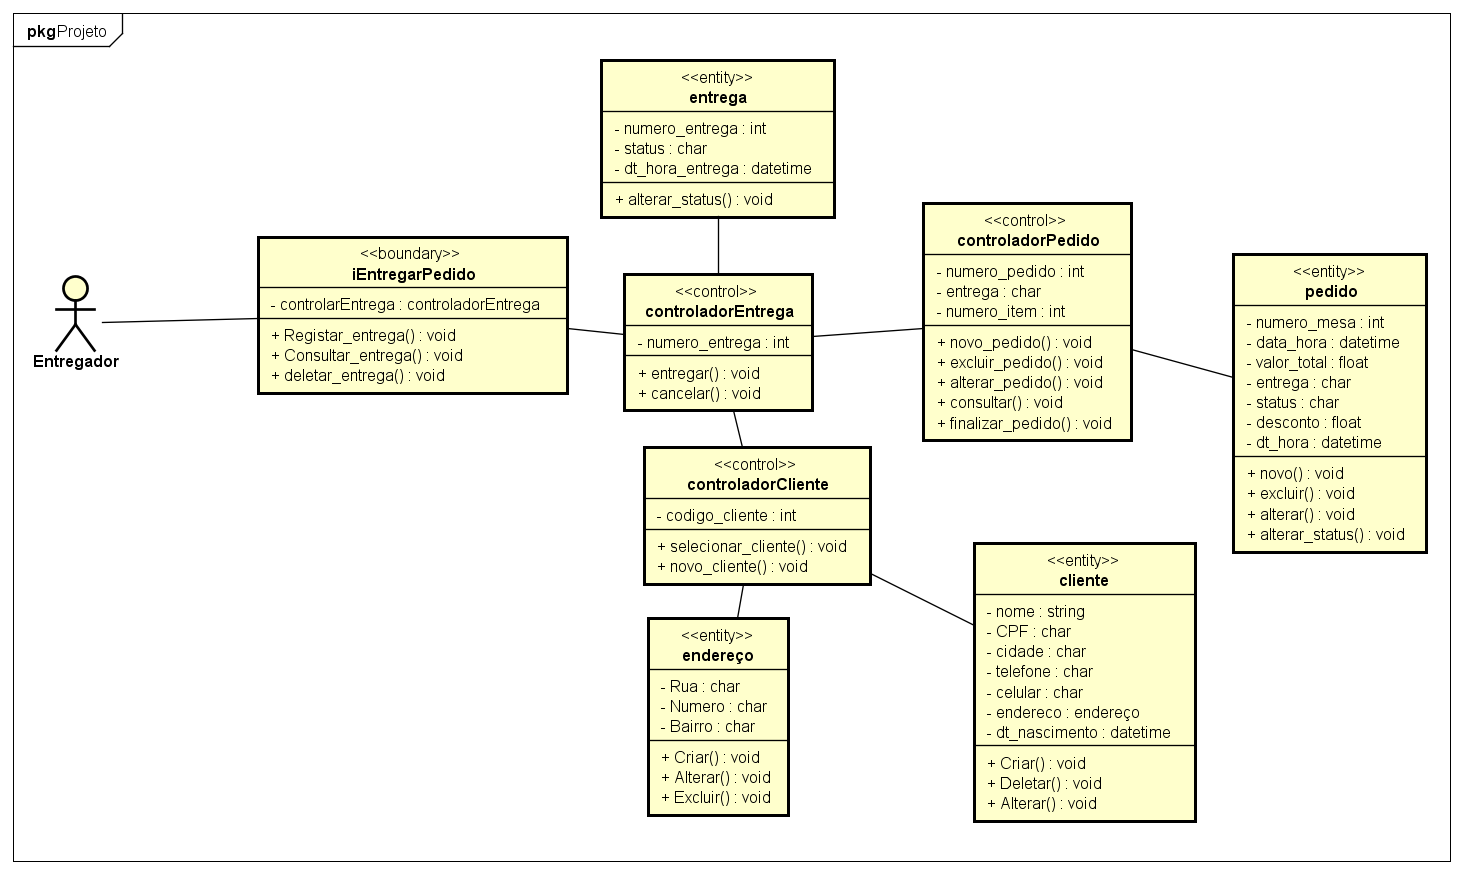 pkgProjeto
<<entity>>
entrega
- numero_entrega : int
- status : char
- dt_hora_entrega : datetime
+ alterar_status() : void
Entregador
<<boundary>>
iEntregarPedido
- controlarEntrega : controladorEntrega
+ Registar_entrega() : void
+ Consultar_entrega() : void
+ deletar_entrega() : void
<<control>>
controladorEntrega
- numero_entrega : int
+ entregar() : void
+ cancelar() : void
<<control>>
controladorPedido
- numero_pedido : int
- entrega : char
- numero_item : int
+ novo_pedido() : void
+ excluir_pedido() : void
+ alterar_pedido() : void
+ consultar() : void
+ finalizar_pedido() : void
<<entity>>
pedido
- numero_mesa : int
- data_hora : datetime
- valor_total : float
- entrega : char
- status : char
- desconto : float
- dt_hora : datetime
+ novo() : void
+ excluir() : void
+ alterar() : void
+ alterar_status() : void
<<control>>
controladorCliente
- codigo_cliente : int
+ selecionar_cliente() : void
+ novo_cliente() : void
<<entity>>
endereço
- Rua : char
- Numero : char
- Bairro : char
+ Criar() : void
+ Alterar() : void
+ Excluir() : void
<<entity>>
cliente
- nome : string
- CPF : char
- cidade : char
- telefone : char
- celular : char
- endereco : endereço
- dt_nascimento : datetime
+ Criar() : void
+ Deletar() : void
+ Alterar() : void